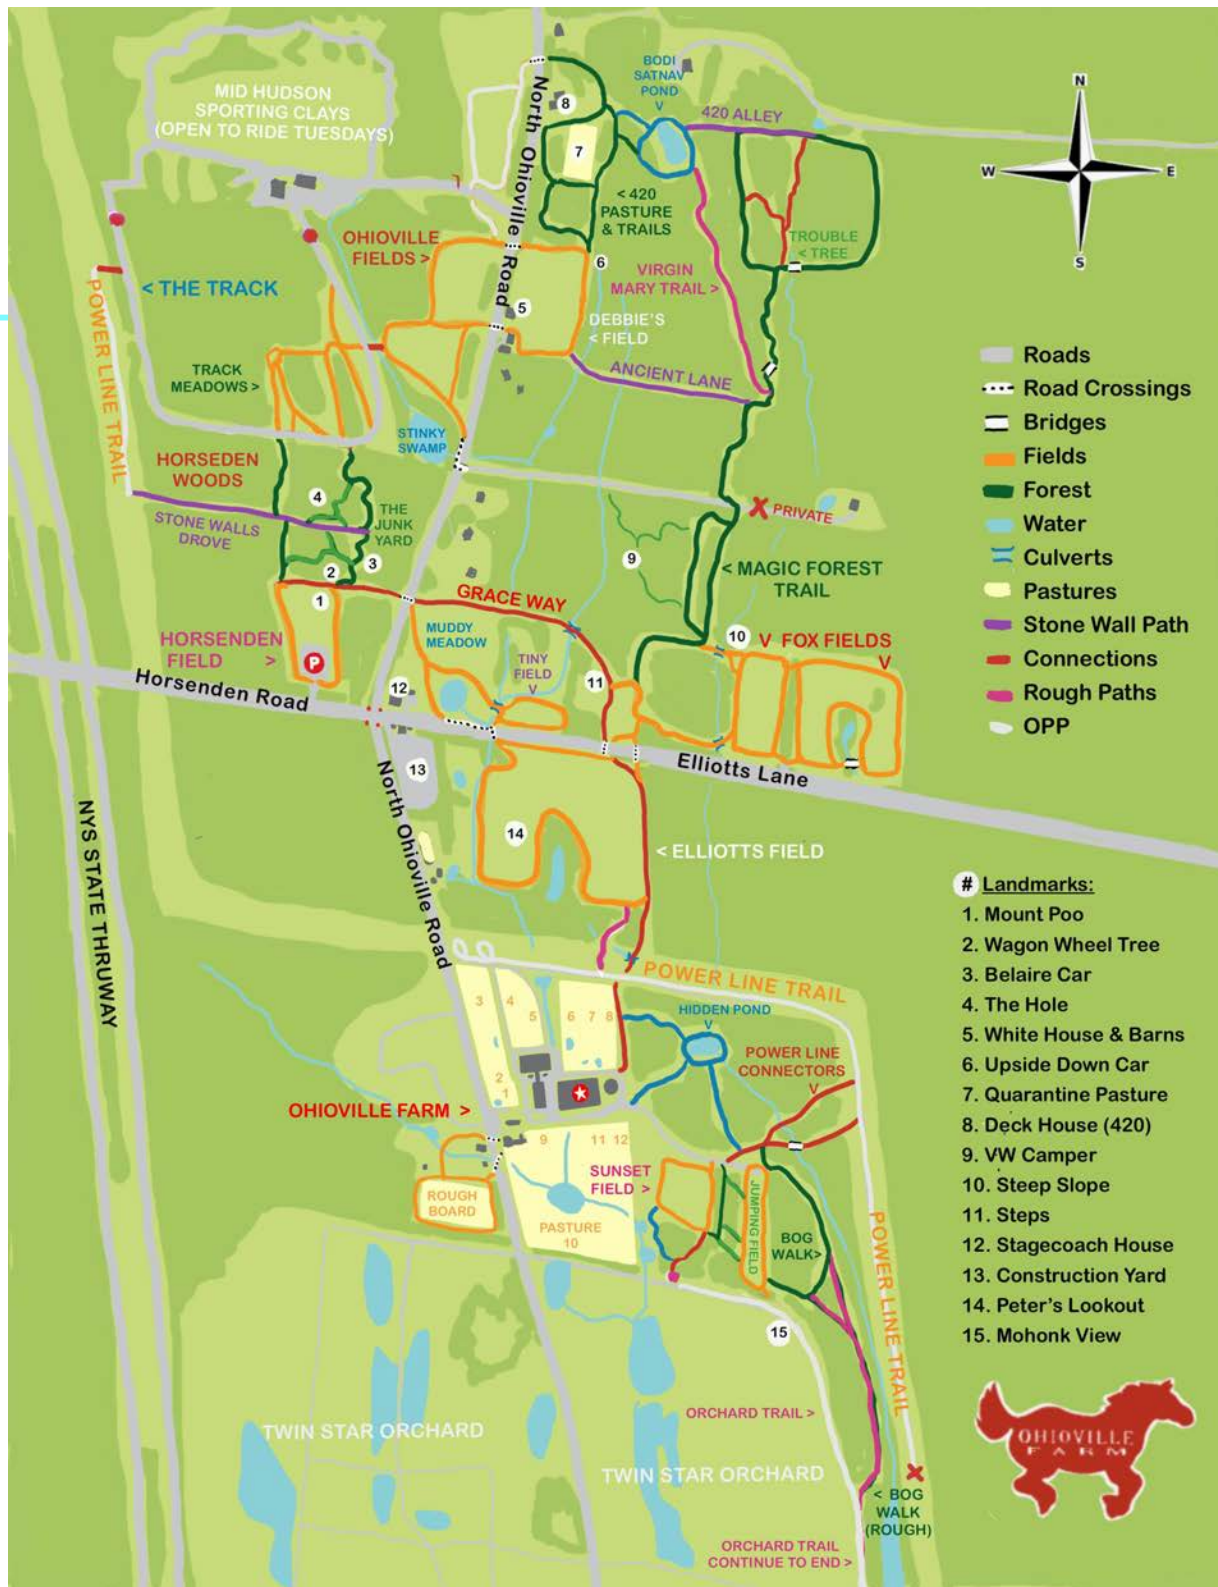 MID HUDSON
SPORTING CLAYS
(OPEN TO RIDE TUESDAYS)
North Ohioville Road
BODI
SATNAV
POND
V
8
7
420 ALLEY
< 420
PASTURE
& TRAILS
N
W
E
S
OHIOVILLE
FIELDS >
6
VIRGIN
MARY TRAIL >
TROUBLE
< TREE
POWER LINE TRAIL
< THE TRACK
5
DEBBIE'S
< FIELD
TRACK
MEADOWS >
ANCIENT LANE
STINKY
SWAMP
HORSEDEN
WOODS
4
STONE WALLS
DROVE
THE
JUNK
YARD
3
2
1
PRIVATE
9
< MAGIC FOREST
TRAIL
GRACE WAY
MUDDY
MEADOW
TINY
FIELD
V
10
V FOX FIELDS
V
11
HORSENDEN
FIELD >
P
Horsenden Road
12
13
Elliotts Lane
North Ohioville Road
14
< ELLIOTTS FIELD
NYS STATE THRUWAY
Roads
Road Crossings
Bridges
Fields
Forest
Water
Culverts
Pastures
Stone Wall Path
Connections
Rough Paths
OPP
# Landmarks:
1. Mount Poo
2. Wagon Wheel Tree
3. Belaire Car
4. The Hole
5. White House & Barns
6. Upside Down Car
7. Quarantine Pasture
8. Deck House (420)
9. VW Camper
10. Steep Slope
11. Steps
12. Stagecoach House
13. Construction Yard
14. Peter's Lookout
15. Mohonk View
POWER LINE TRAIL
3
4
5
6
7
8
HIDDEN POND
V
POWER LINE
CONNECTORS
V
2
1
OHIOVILLE FARM >
9
11
12
SUNSET
FIELD >
ROUGH
BOARD
PASTURE
10
JUMPING FIELD
BOG
WALK>
POWER LINE TRAIL
15
ORCHARD TRAIL >
TWIN STAR ORCHARD
TWIN STAR ORCHARD
< BOG
WALK
(ROUGH)
ORCHARD TRAIL
CONTINUE TO END >
OHIOVILLE
FARM